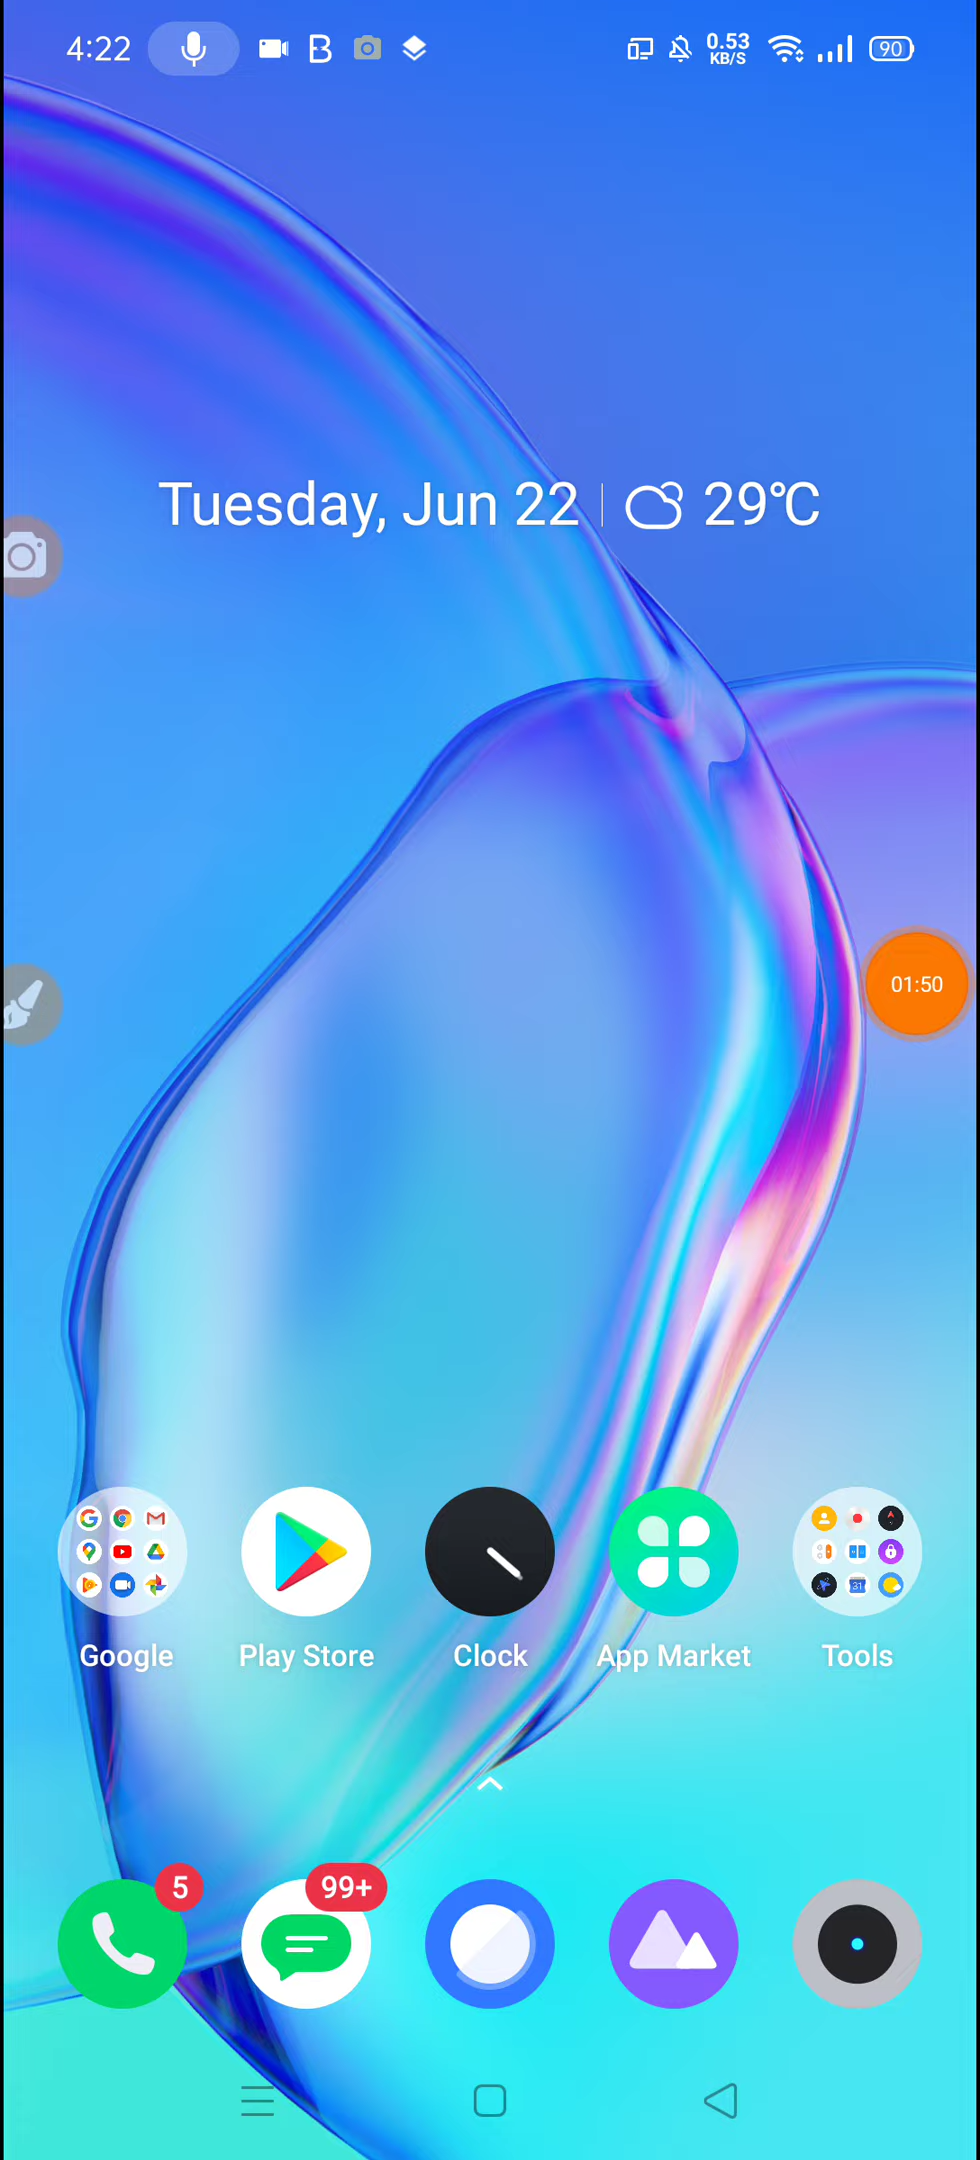 4:22
0.53
KB/S
90
Tuesday, Jun 22
29°C
01:50
31
Google
Play Store
Clock
App Market
Tools
5
99+